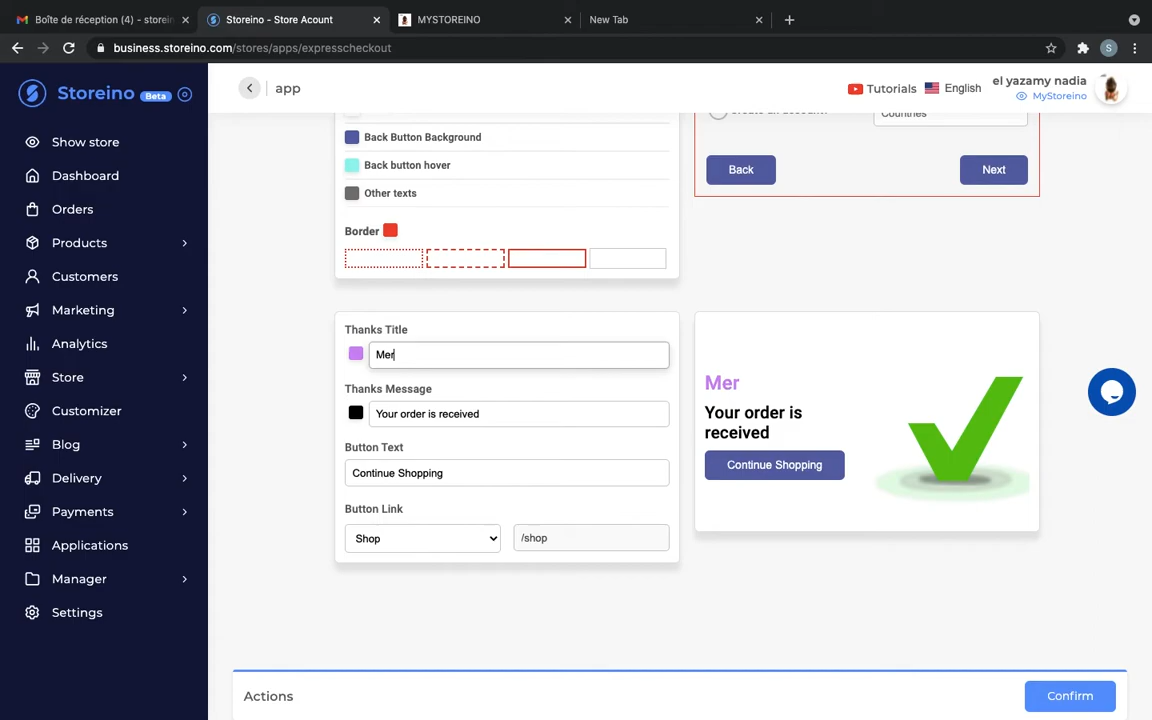 Boîte de réception (4) - storein
Storeino - Store Acount
MYSTOREINO
New Tab
business.storeino.com/stores/apps/expresscheckout
S
Storeino Beta
app
Tutorials
English
el yazamy nadia
MyStoreino
Show store
Dashboard
Orders
Products
Customers
Marketing
Analytics
Store
Customizer
Blog
Delivery
Payments
Applications
Manager
Settings
Back Button Background
Back button hover
Other texts
Border
Create an account?
Countries
Back
Next
Thanks Title
Mer
Thanks Message
Your order is received
Button Text
Continue Shopping
Button Link
Shop
/shop
Mer
Your order is
received
Continue Shopping
Actions
Confirm